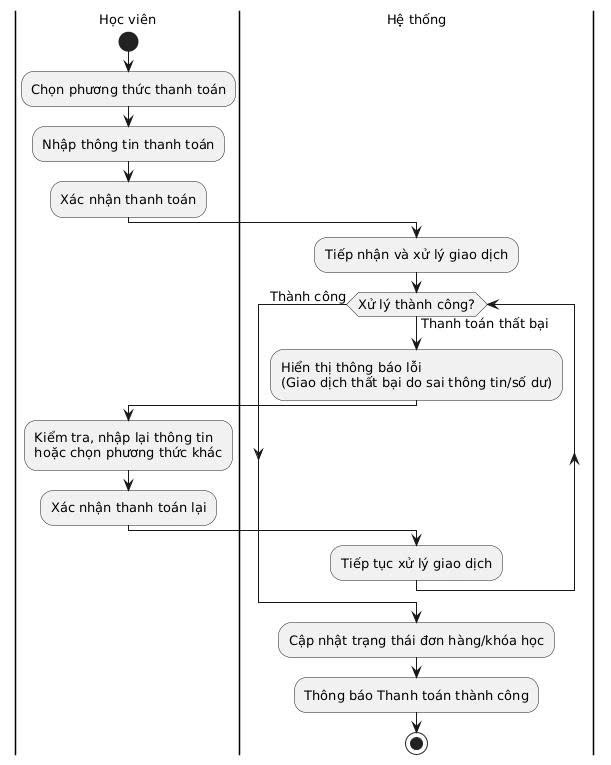 Học viên
Hệ thống
Chọn phương thức thanh toán
Nhập thông tin thanh toán
Xác nhận thanh toán
Tiếp nhận và xử lý giao dịch
Thành công
Xử lý thành công?
Thanh toán thất bại
Hiển thị thông báo lỗi
(Giao dịch thất bại do sai thông tin/số dư)
Kiểm tra, nhập lại thông tin
hoặc chọn phương thức khác
Xác nhận thanh toán lại
Tiếp tục xử lý giao dịch
Cập nhật trạng thái đơn hàng/khóa học
Thông báo Thanh toán thành công